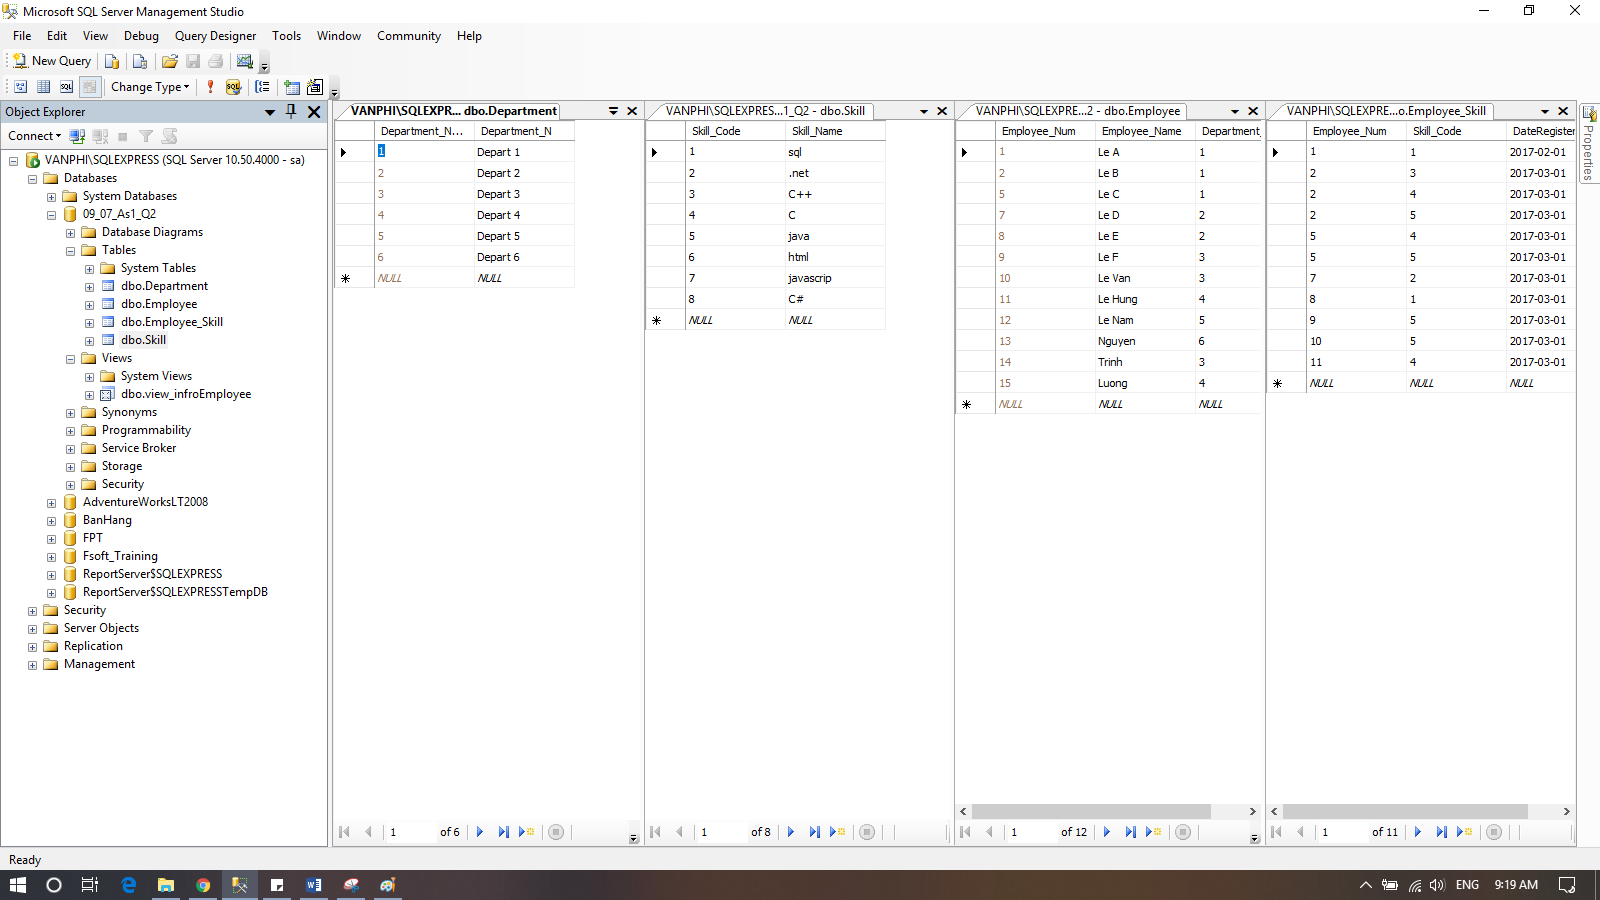 Microsoft SQL Server Management Studio
File Edit View Debug Query Designer Tools Window Community Help
New Query
Change Type
Object Explorer
Connect
VANPHI\SQLEXPRESS (SQL Server 10.50.4000 - sa)
Databases
System Databases
09_07_As1_Q2
Database Diagrams
Tables
System Tables
dbo.Department
dbo.Employee
dbo.Employee_Skill
dbo.Skill
Views
System Views
dbo.view_infroEmployee
Synonyms
Programmability
Service Broker
Storage
Security
AdventureWorksLT2008
BanHang
FPT
Fsoft_Training
ReportServer$SQLEXPRESS
ReportServer$SQLEXPRESSTempDB
Security
Server Objects
Replication
Management
VANPHI\SQLEXPR... dbo.Department
Department_N... Department_N
1 Depart 1
2 Depart 2
3 Depart 3
4 Depart 4
5 Depart 5
6 Depart 6
NULL NULL
1 of 6
VANPHI\SQLEXPRES...1_Q2 - dbo.Skill
Skill_Code Skill_Name
1 sql
2 .net
3 C++
4 C
5 java
6 html
7 javascrip
8 C#
NULL NULL
1 of 8
VANPHI\SQLEXPRE...2 - dbo.Employee
Employee_Num Employee_Name Department_
1 Le A 1
2 Le B 1
5 Le C 1
7 Le D 2
8 Le E 2
9 Le F 3
10 Le Van 3
11 Le Hung 4
12 Le Nam 5
13 Nguyen 6
14 Trinh 3
15 Luong 4
NULL NULL NULL
1 of 12
VANPHI\SQLEXPRE...o.Employee_Skill
Employee_Num Skill_Code DateRegister
1 1 2017-02-01
2 3 2017-03-01
2 4 2017-03-01
2 5 2017-03-01
5 4 2017-03-01
5 5 2017-03-01
7 2 2017-03-01
8 1 2017-03-01
9 5 2017-03-01
10 5 2017-03-01
11 4 2017-03-01
NULL NULL NULL
1 of 11
Properties
Ready
ENG 9:19 AM